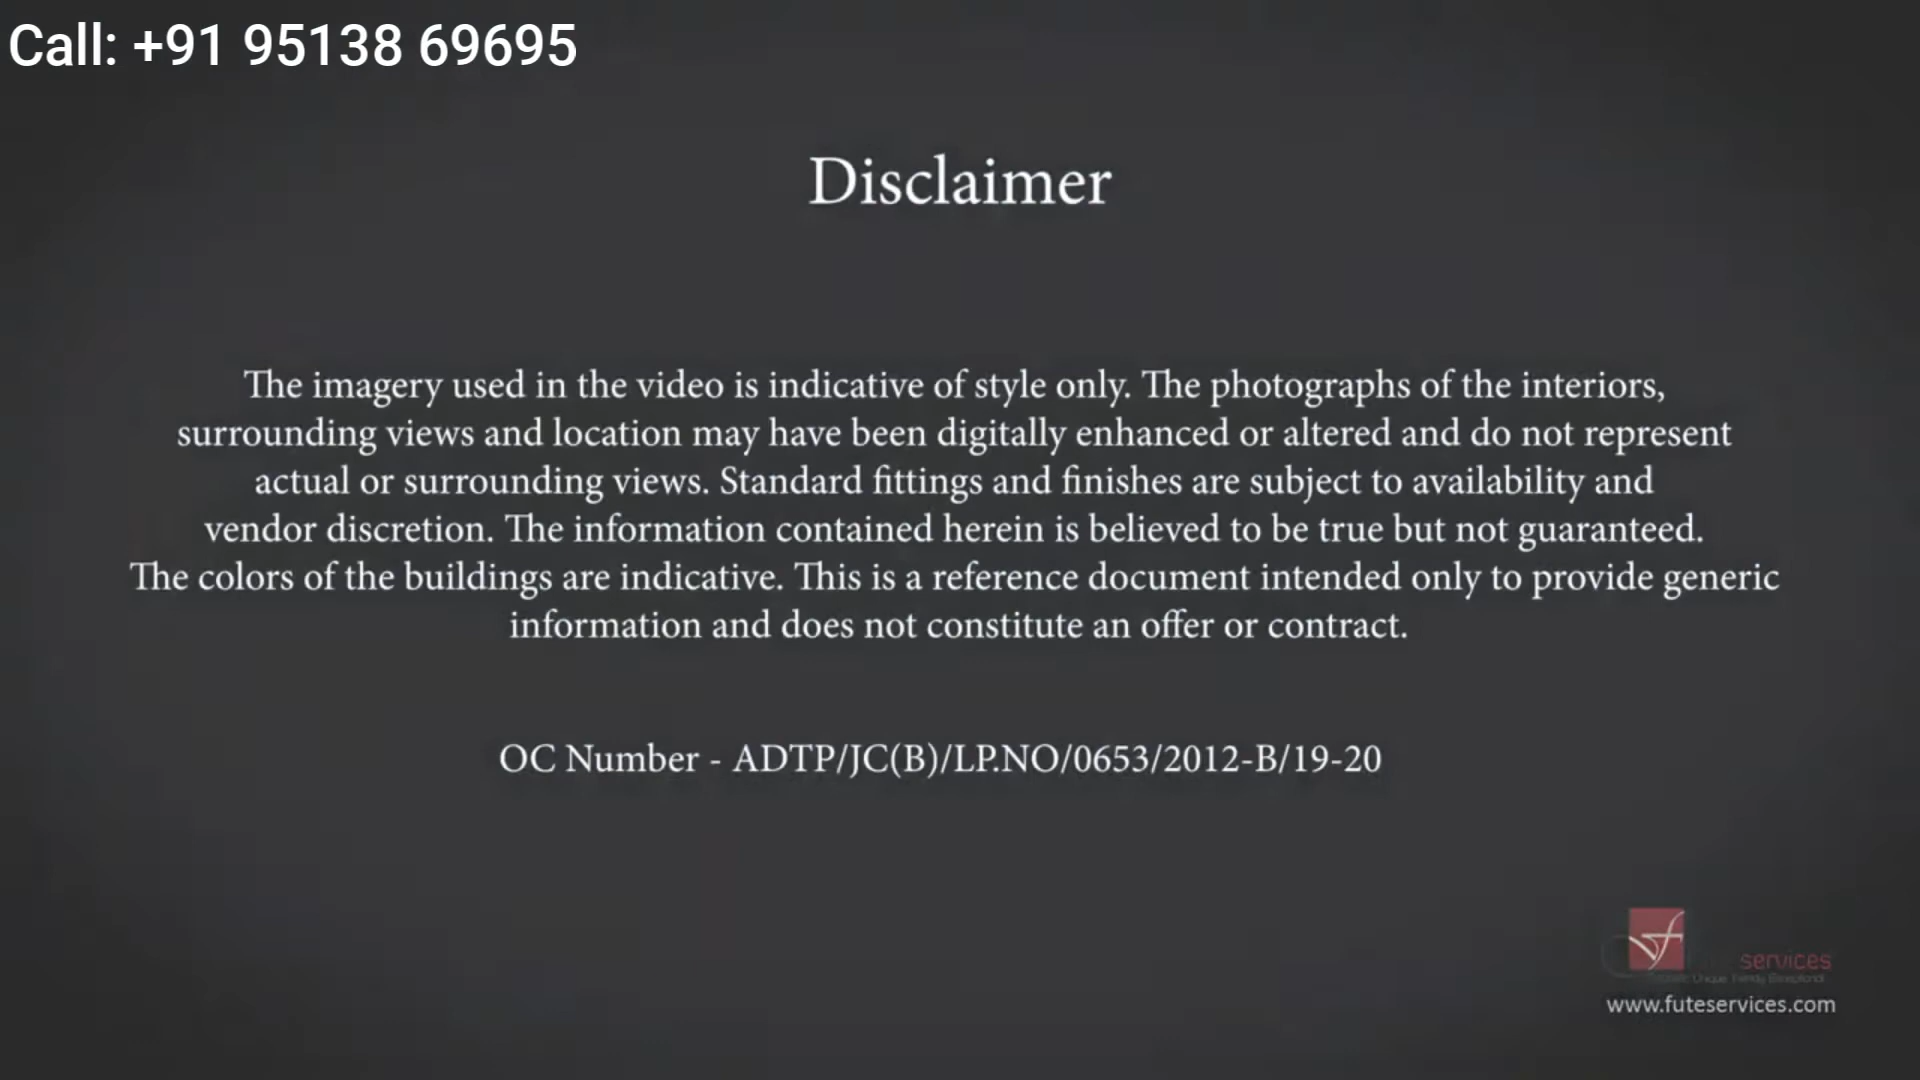 Call: +91 95138 69695
Disclaimer
The imagery used in the video is indicative of style only. The photographs of the interiors,
surrounding views and location may have been digitally enhanced or altered and do not represent
actual or surrounding views. Standard fittings and finishes are subject to availability and
vendor discretion. The information contained herein is believed to be true but not guaranteed.
The colors of the buildings are indicative. This is a reference document intended only to provide generic
information and does not constitute an offer or contract.
OC Number - ADTP/JC(B)/LP.NO/0653/2012-B/19-20
services
www.futeservices.com